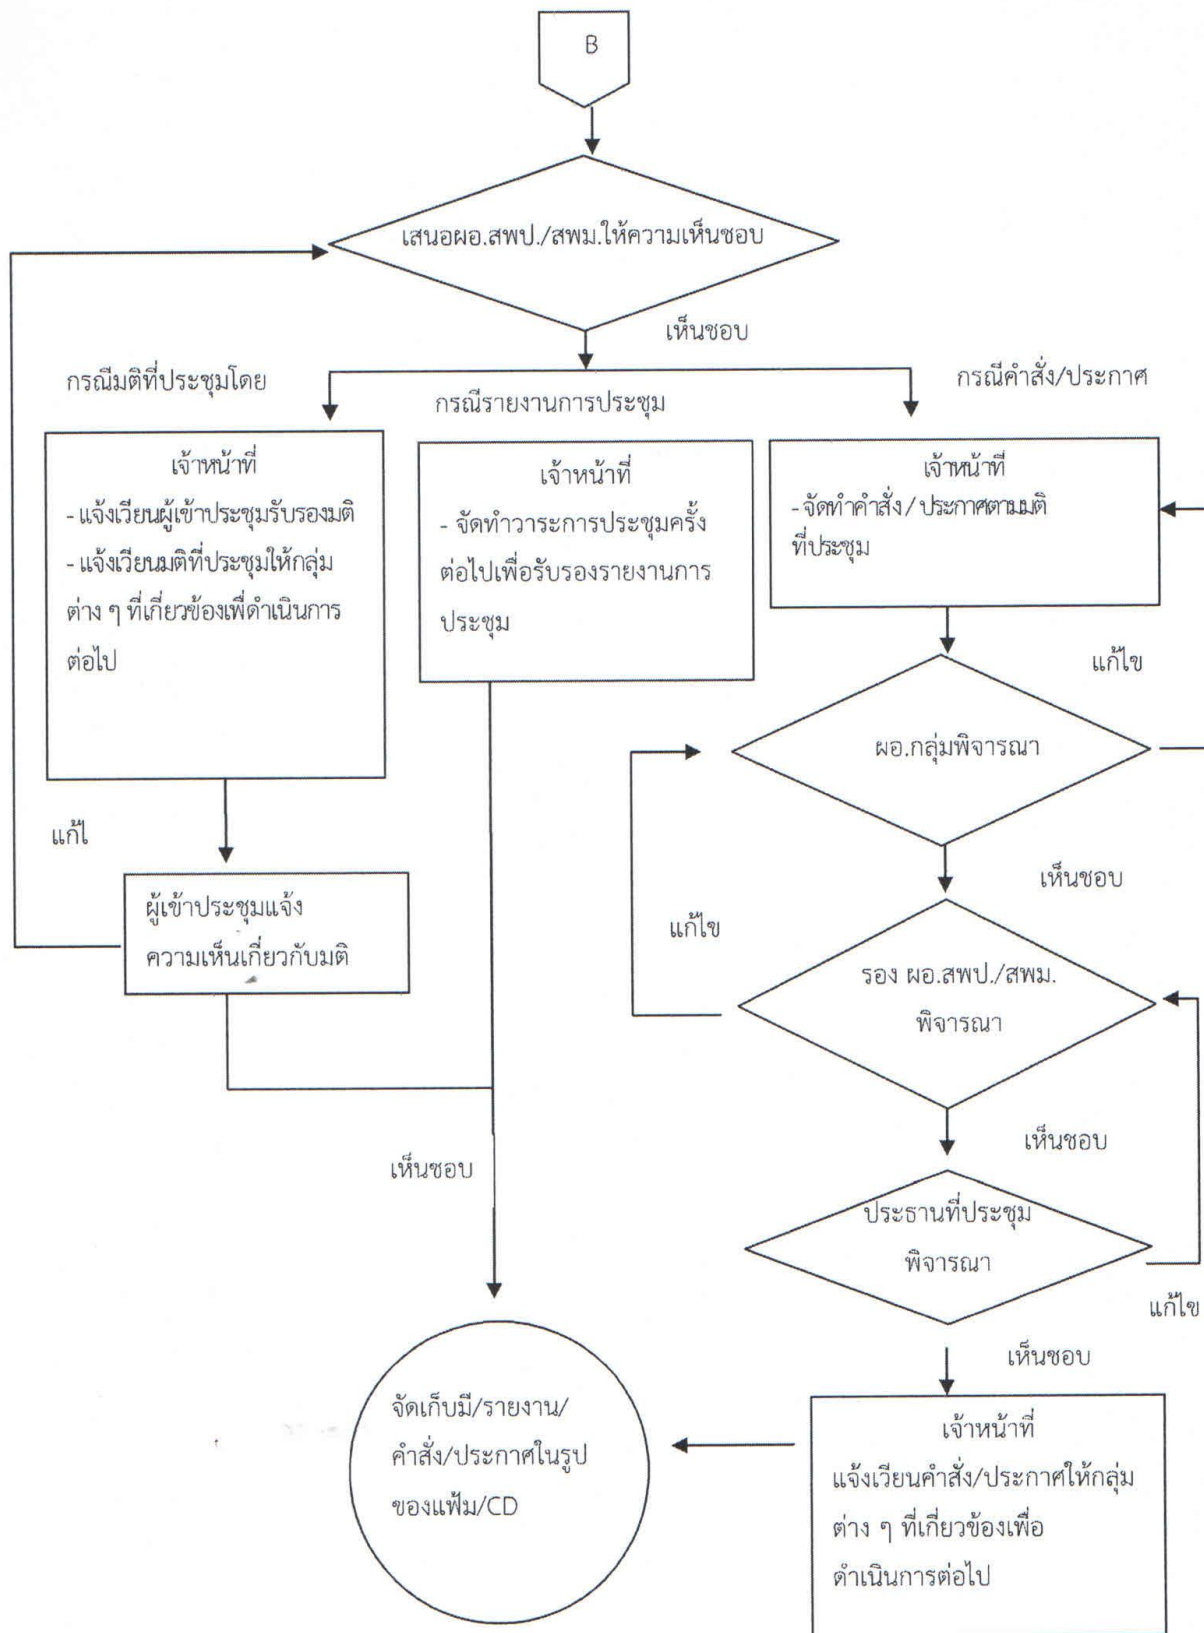 B
เสนอผอ.สพป./สพม.ให้ความเห็นชอบ
เห็นชอบ
กรณีมติที่ประชุมโดย
กรณีรายงานการประชุม
กรณีคำสั่ง/ประกาศ
เจ้าหน้าที่
- แจ้งเวียนผู้เข้าประชุมรับรองมติ
- แจ้งเวียนมติที่ประชุมให้กลุ่ม
ต่าง ๆ ที่เกี่ยวข้องเพื่ดำเนินการ
ต่อไป
เจ้าหน้าที่
- จัดทำวาระการประชุมครั้ง
ต่อไปเพื่อรับรองรายงานการ
ประชุม
เจ้าหน้าที่
- จัดทำคำสั่ง / ประกาศตามมติ
ที่ประชุม
แก้ไข
ผอ.กลุ่มพิจารณา
แก้ไ
เห็นชอบ
ผู้เข้าประชุมแจ้ง
ความเห็นเกี่ยวกับมติ
แก้ไข
รอง ผอ.สพป./สพม.
พิจารณา
เห็นชอบ
เห็นชอบ
ประธานที่ประชุม
พิจารณา
แก้ไข
เห็นชอบ
จัดเก็บมี/รายงาน/
คำสั่ง/ประกาศในรูป
ของแฟ้ม/CD
เจ้าหน้าที่
แจ้งเวียนคำสั่ง/ประกาศให้กลุ่ม
ต่าง ๆ ที่เกี่ยวข้องเพื่อ
ดำเนินการต่อไป